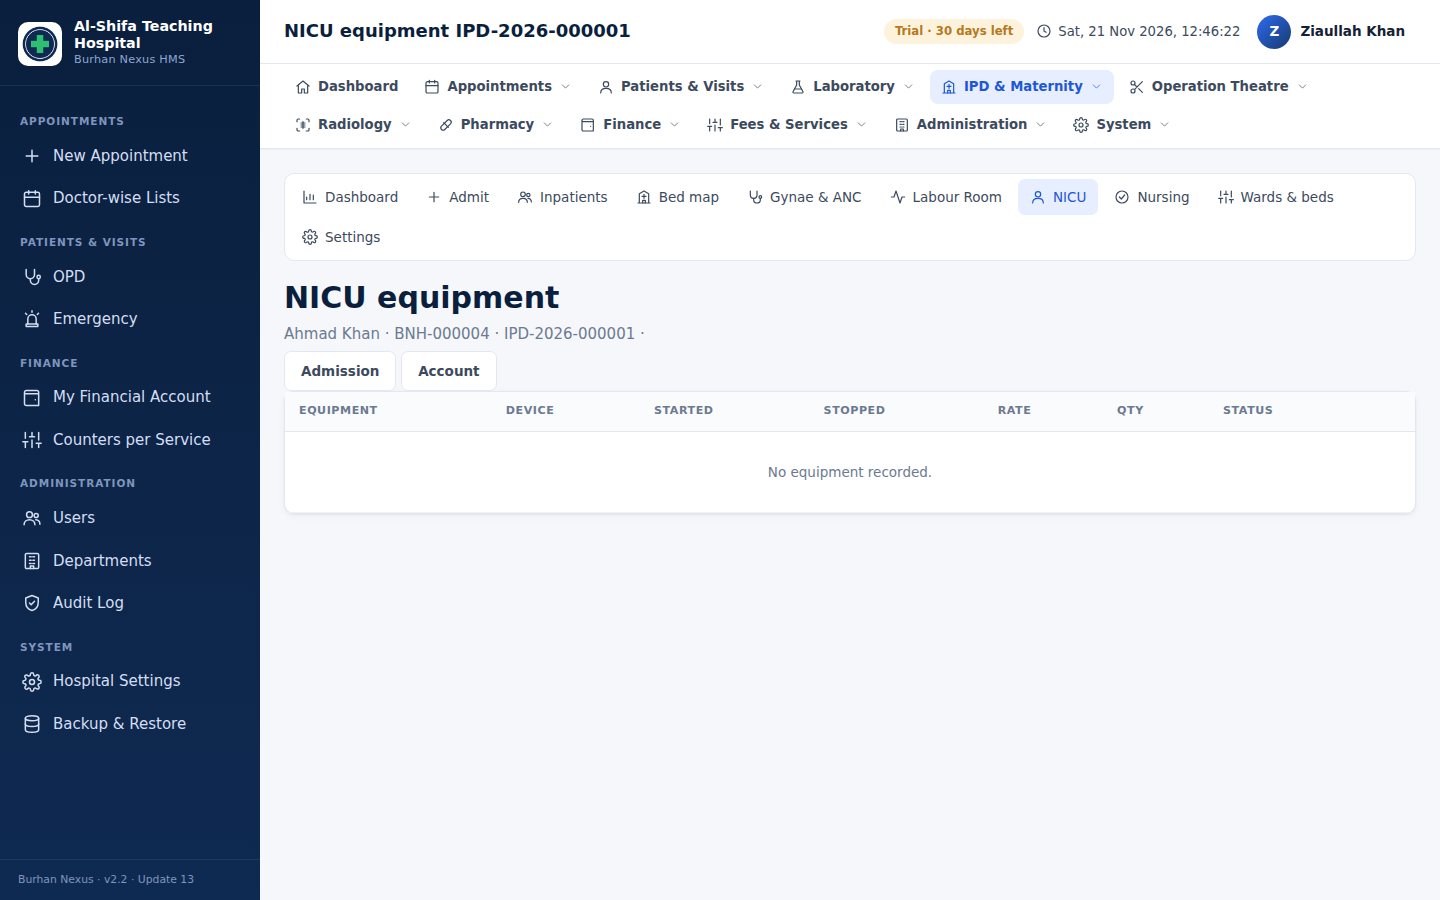 Al-Shifa Teaching
Hospital
Burhan Nexus HMS
APPOINTMENTS
New Appointment
Doctor-wise Lists
PATIENTS & VISITS
OPD
Emergency
FINANCE
My Financial Account
Counters per Service
ADMINISTRATION
Users
Departments
Audit Log
SYSTEM
Hospital Settings
Backup & Restore
Burhan Nexus · v2.2 · Update 13
NICU equipment IPD-2026-000001
Trial · 30 days left
Sat, 21 Nov 2026, 12:46:22
Z
Ziaullah Khan
Dashboard Appointments Patients & Visits Laboratory IPD & Maternity Operation Theatre
Radiology Pharmacy Finance Fees & Services Administration System
Dashboard Admit Inpatients Bed map Gynae & ANC Labour Room NICU Nursing Wards & beds
Settings
NICU equipment
Ahmad Khan · BNH-000004 · IPD-2026-000001 ·
Admission Account
EQUIPMENT DEVICE STARTED STOPPED RATE QTY STATUS
No equipment recorded.